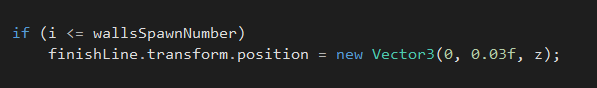 if (i <= wallsSpawnNumber)
finishLine.transform.position = new Vector3(0, 0.03f, z);